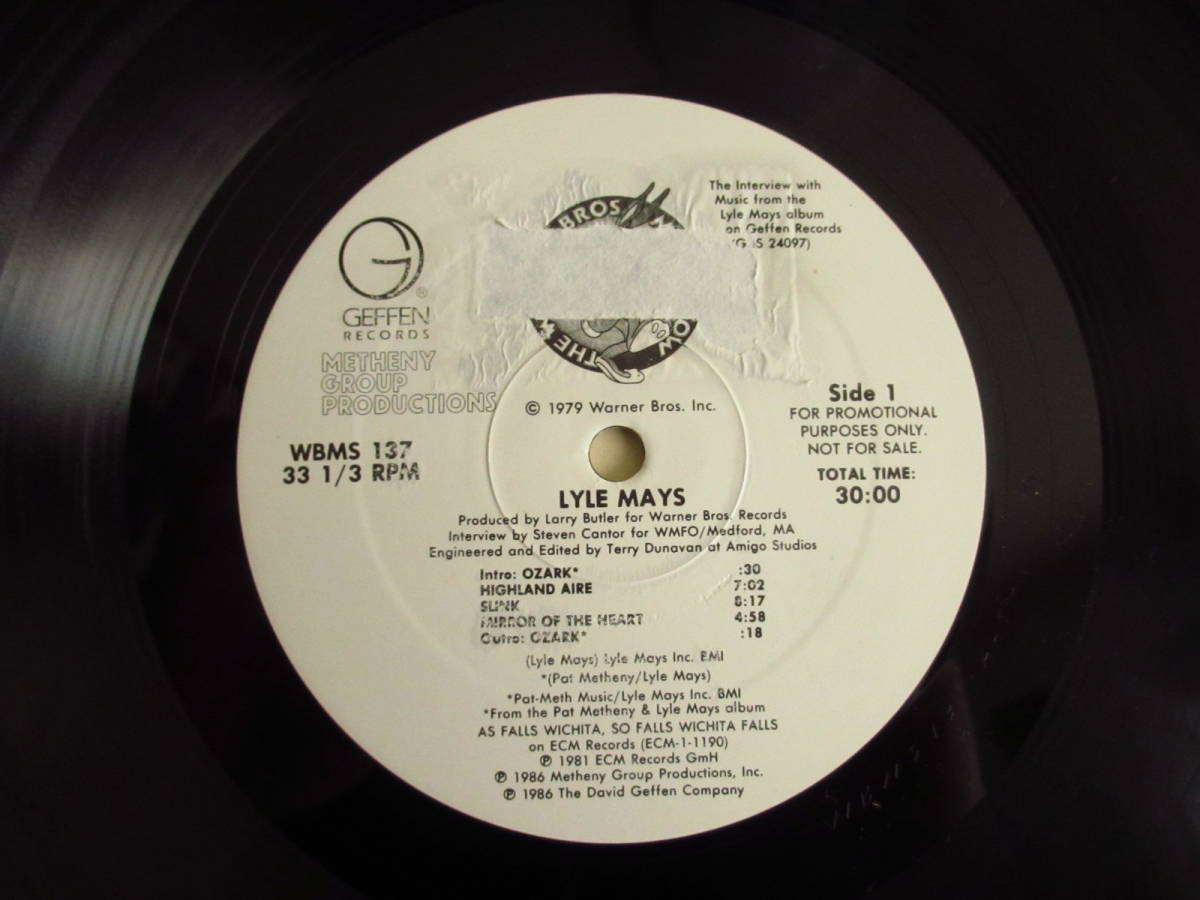 The Interview with
Music from the
Lyle Mays album
on Geffen Records
S 24097)
BROS
THE
OW
G
®
GEFFEN
RECORDS
METHENY
GROUP
PRODUCTIONS
© 1979 Warner Bros. Inc.
Side 1
FOR PROMOTIONAL
PURPOSES ONLY.
NOT FOR SALE.
WBMS 137
33 1/3 RPM
TOTAL TIME:
30:00
LYLE MAYS
Produced by Larry Butler for Warner Bros. Records
Interview by Steven Cantor for WMFO/Medford, MA
Engineered and Edited by Terry Dunavan at Amigo Studios
Intro: OZARK* :30
HIGHLAND AIRE 7:02
SLINK 8:17
MIRROR OF THE HEART 4:58
Outro: OZARK* :18
(Lyle Mays) Lyle Mays Inc. BMI
*(Pat Metheny/Lyle Mays)
*Pat-Meth Music/Lyle Mays Inc. BMI
*From the Pat Metheny & Lyle Mays album
AS FALLS WICHITA, SO FALLS WICHITA FALLS
on ECM Records (ECM-1-1190)
℗ 1981 ECM Records GmH
℗ 1986 Metheny Group Productions, Inc.
℗ 1986 The David Geffen Company